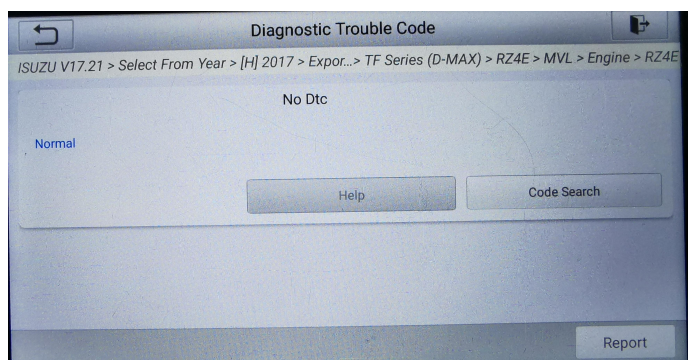 Diagnostic Trouble Code
ISUZU V17.21 > Select From Year > [H] 2017 > Expor...> TF Series (D-MAX) > RZ4E > MVL > Engine > RZ4E
No Dtc
Normal
Help
Code Search
Report